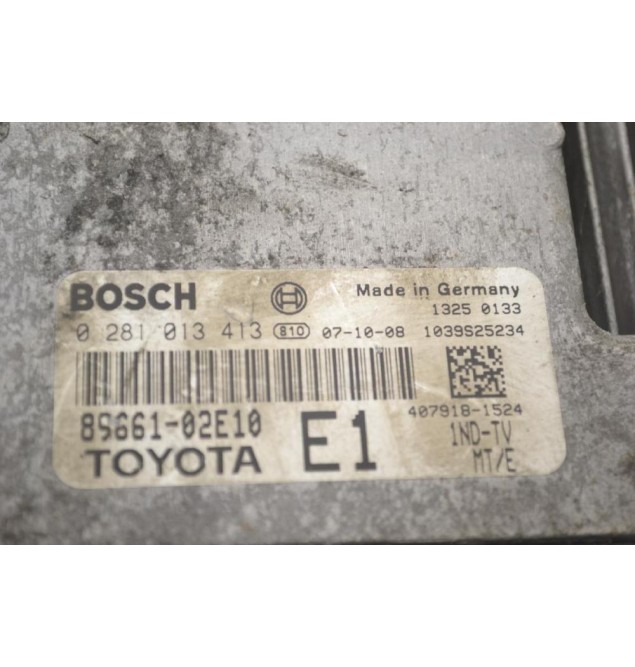 BOSCH Made in Germany
1325 0133
0 281 013 413 810 07-10-08 1039S25234
407918-1524
89661-02E10 E1 1ND-TV
TOYOTA MT/E